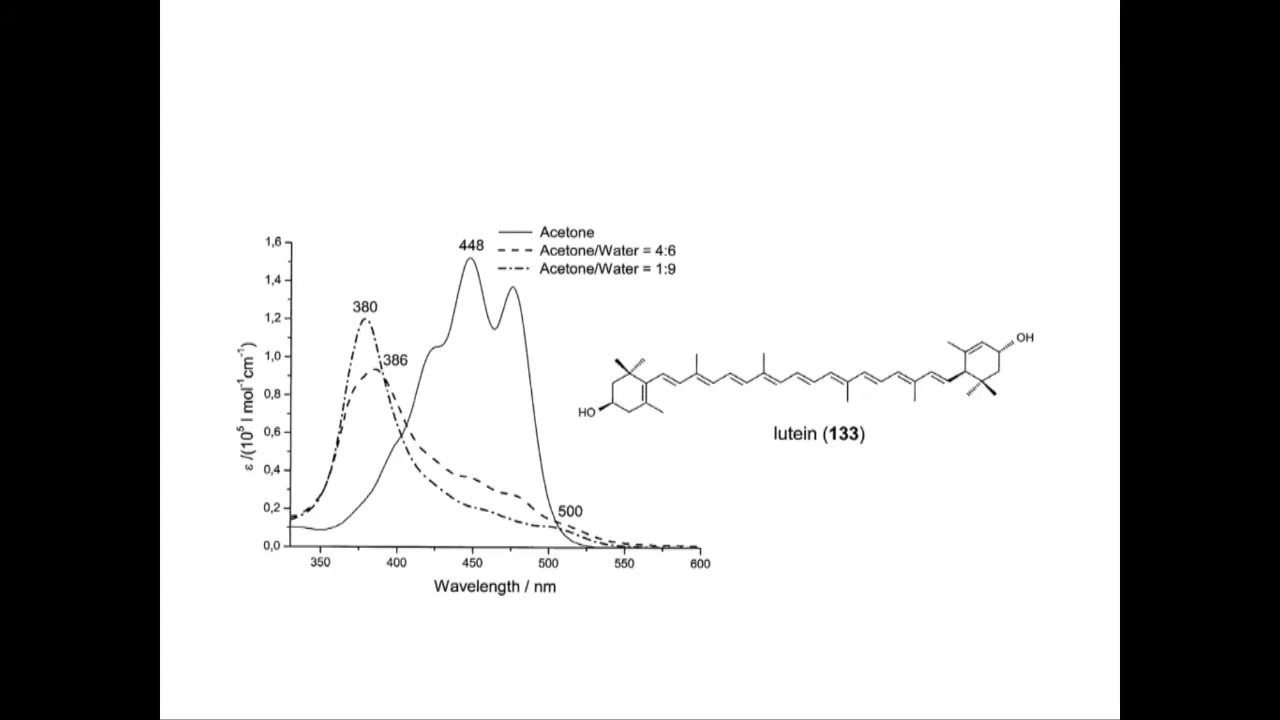 Acetone
Acetone/Water = 4:6
Acetone/Water = 1:9
448
380
386
500
1,6
1,4
1,2
1,0
0,8
0,6
0,4
0,2
0,0
ε /(10⁵ l mol⁻¹cm⁻¹)
350 400 450 500 550 600
Wavelength / nm
OH
HO
lutein (133)